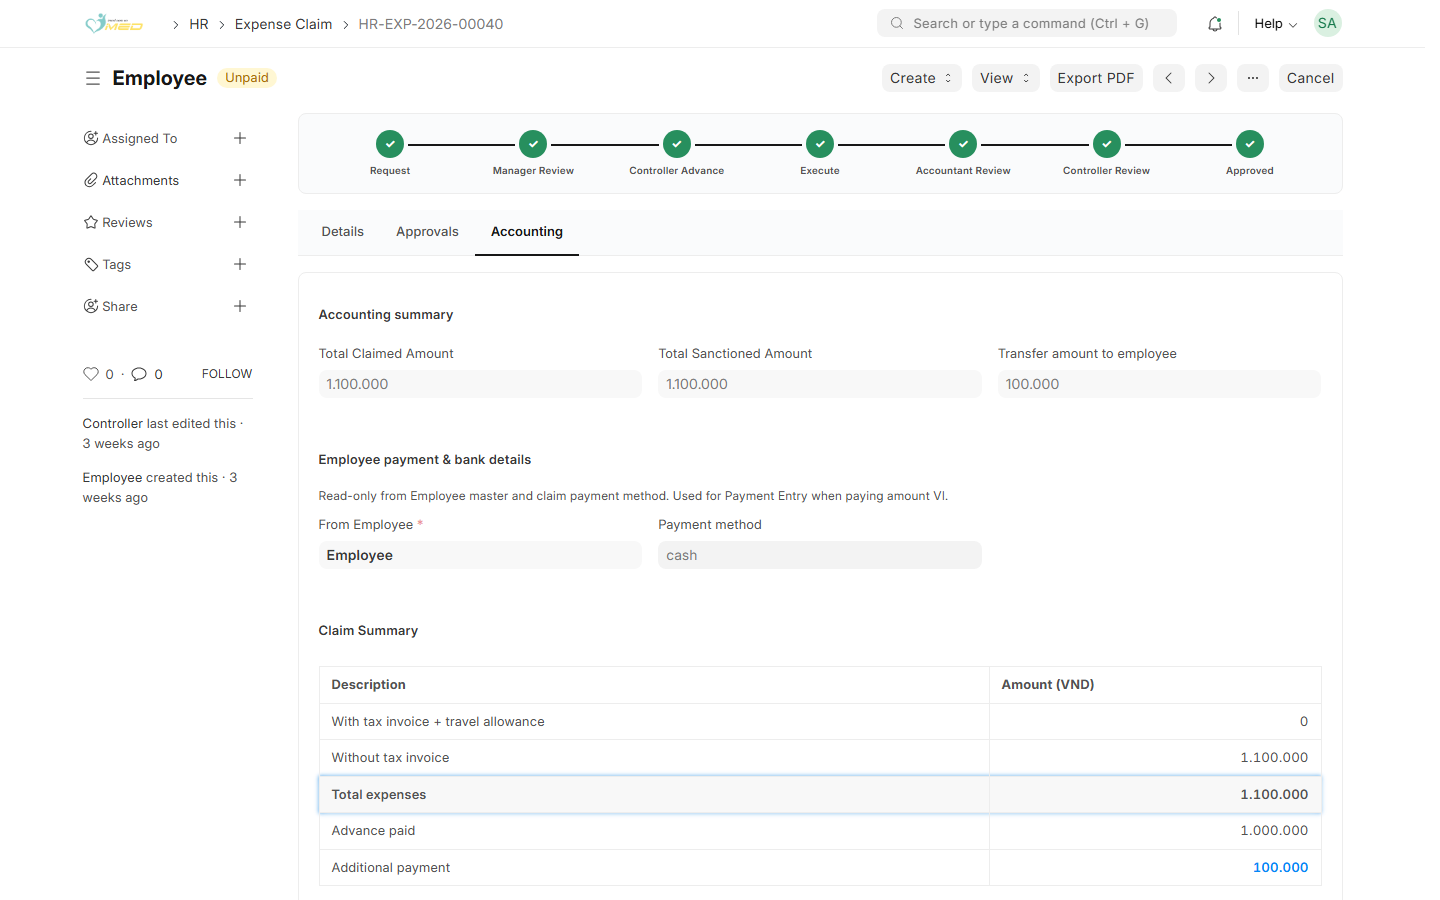 MED
HR
Expense Claim
HR-EXP-2026-00040
Search or type a command (Ctrl + G)
Help
SA
Employee
Unpaid
Create
View
Export PDF
Cancel
Assigned To
Attachments
Reviews
Tags
Share
0 · 0 FOLLOW
Controller last edited this ·
3 weeks ago
Employee created this · 3
weeks ago
Request
Manager Review
Controller Advance
Execute
Accountant Review
Controller Review
Approved
Details
Approvals
Accounting
Accounting summary
Total Claimed Amount
1.100.000
Total Sanctioned Amount
1.100.000
Transfer amount to employee
100.000
Employee payment & bank details
Read-only from Employee master and claim payment method. Used for Payment Entry when paying amount VI.
From Employee *
Employee
Payment method
cash
Claim Summary
Description Amount (VND)
With tax invoice + travel allowance 0
Without tax invoice 1.100.000
Total expenses 1.100.000
Advance paid 1.000.000
Additional payment 100.000